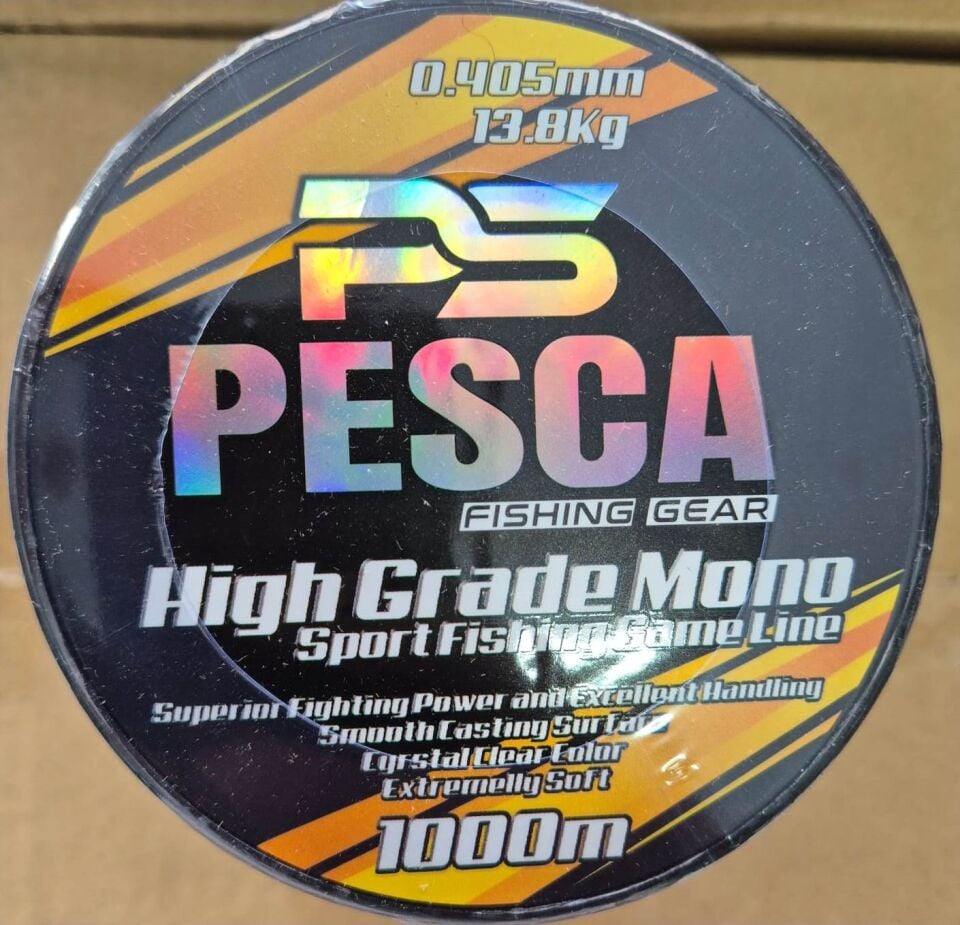 0.405mm
13.8Kg
PS
PESCA
FISHING GEAR
High Grade Mono
Sport Fishing Game Line
Superior Fighting Power and Excellent Handling
Smooth Casting Surface
Cyrstal Clear Color
Extremelly Soft
1000m